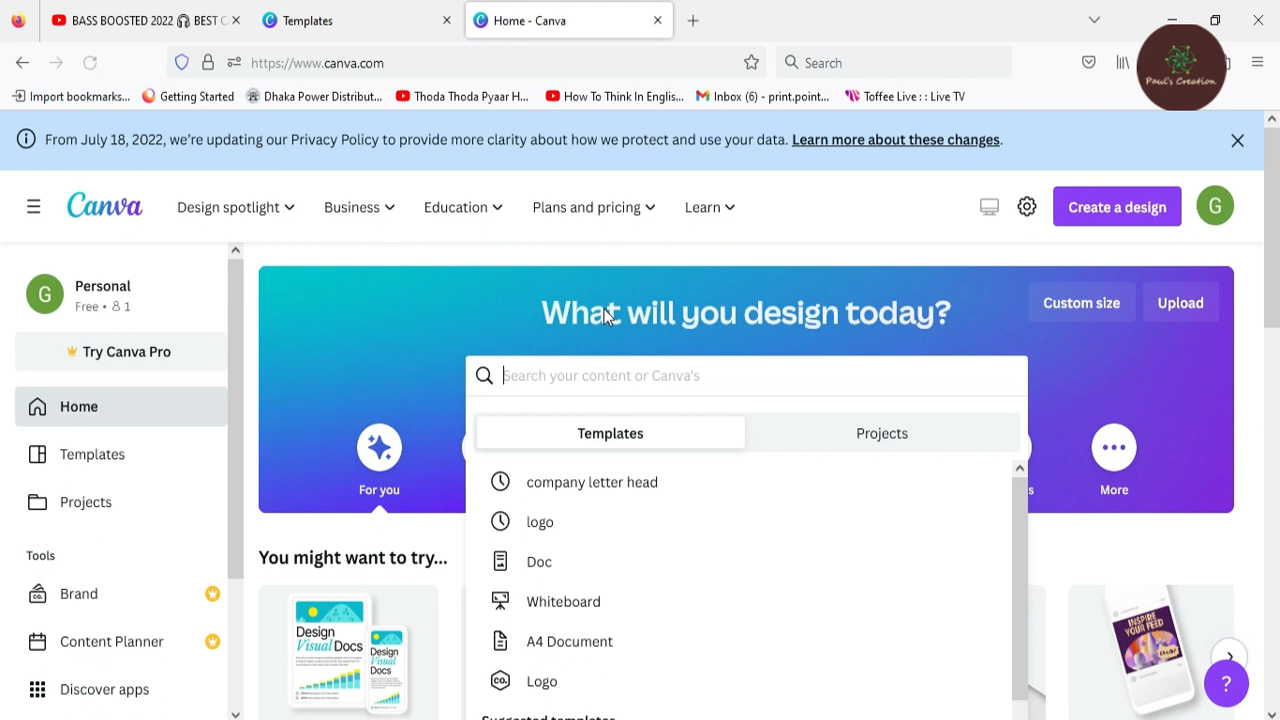 BASS BOOSTED 2022 🎧 BEST C
Templates
Home - Canva
https://www.canva.com
Search
Import bookmarks...
Getting Started
Dhaka Power Distribut...
Thoda Thoda Pyaar H...
How To Think In Englis...
Inbox (6) - print.point...
Toffee Live : : Live TV
Paul's Creation
From July 18, 2022, we're updating our Privacy Policy to provide more clarity about how we protect and use your data. Learn more about these changes.
Canva
Design spotlight
Business
Education
Plans and pricing
Learn
Create a design
G
G
Personal
Free • 1
Try Canva Pro
Home
Templates
Projects
Tools
Brand
Content Planner
Discover apps
What will you design today?
Custom size
Upload
Search your content or Canva's
Templates
Projects
For you
company letter head
logo
Doc
Whiteboard
A4 Document
CO.
Logo
Suggested templates
s
More
You might want to try...
Design
Visual Docs
Design
Visual
Docs
INSPIRE
YOUR FEED
?